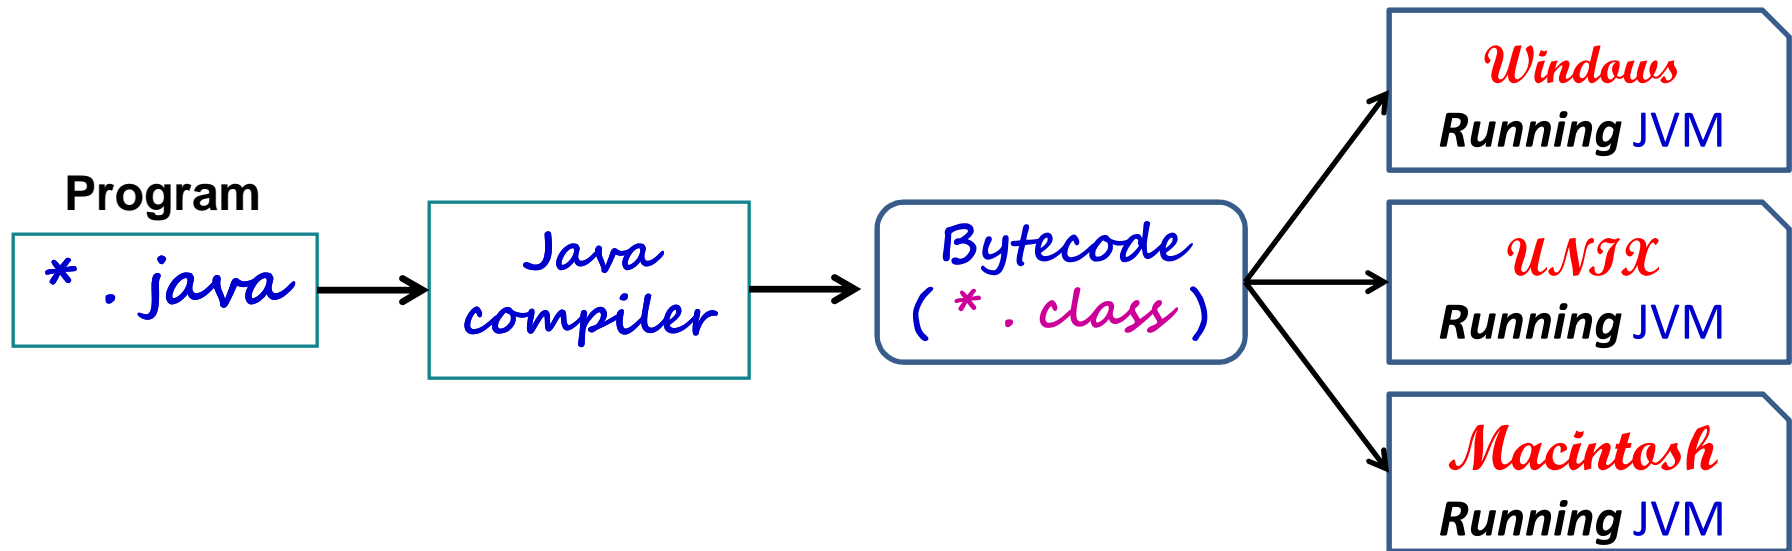 Program
* . java
Java
compiler
Bytecode
( * . class )
Windows
Running JVM
UNIX
Running JVM
Macintosh
Running JVM